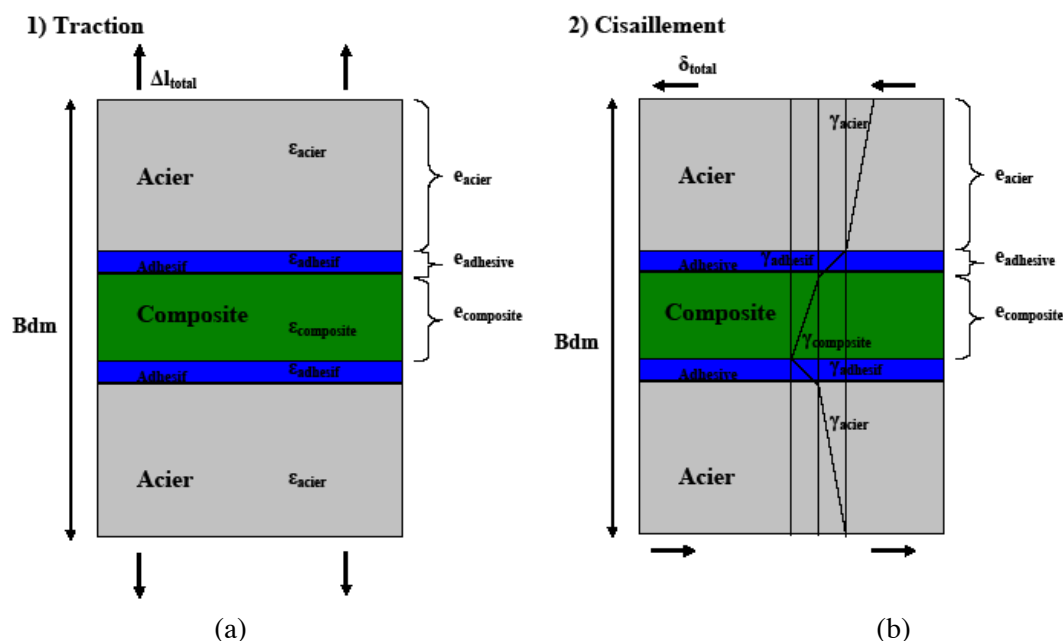 1) Traction
Δl_total
ε_acier
Acier
e_acier
Adhesif
ε_adhesif
e_adhesive
Composite
ε_composite
e_composite
Bdm
Adhesif
ε_adhesif
Acier
ε_acier
(a)
2) Cisaillement
δ_total
γ_acier
Acier
e_acier
Adhesive
γ_adhesif
e_adhesive
Composite
e_composite
Bdm
γ_composite
Adhesive
γ_adhesif
γ_acier
Acier
(b)